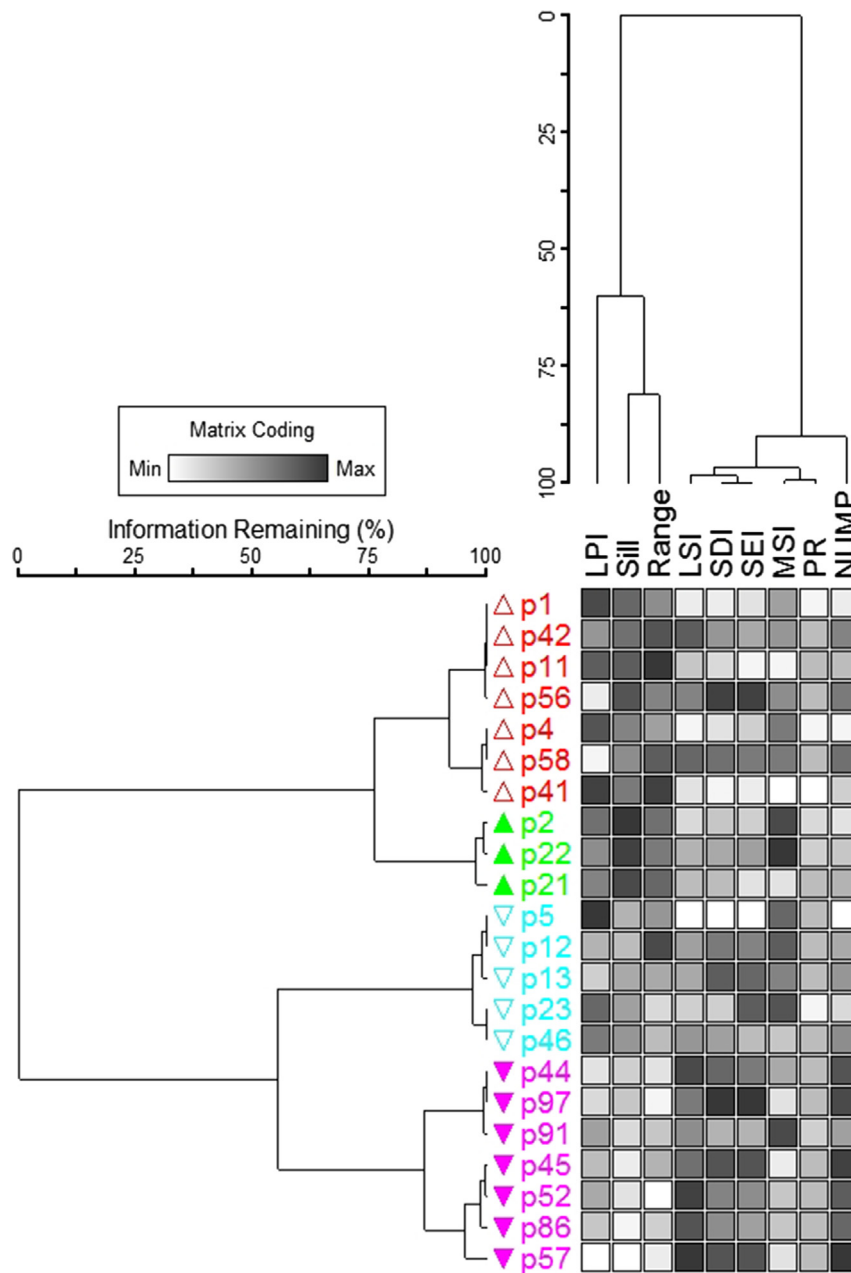 0
25
50
75
100
Matrix Coding
Min Max
Information Remaining (%)
0 25 50 75 100
LPI Sill Range LSI SDI SEI MSI PR NUMP
p1
p42
p11
p56
p4
p58
p41
p2
p22
p21
p5
p12
p13
p23
p46
p44
p97
p91
p45
p52
p86
p57